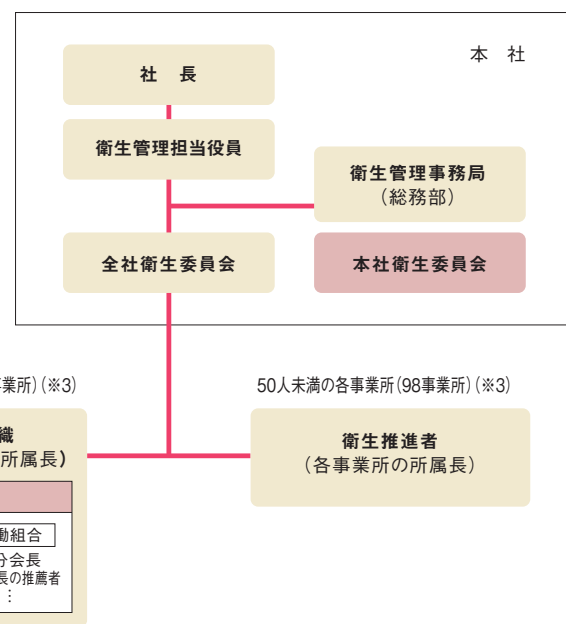 本 社
社 長
衛生管理担当役員
衛生管理事務局
(総務部)
全社衛生委員会
本社衛生委員会
業所)(※3)
50人未満の各事業所(98事業所)(※3)
織
所属長)
衛生推進者
(各事業所の所属長)
動組合
分会長
長の推薦者
⋮